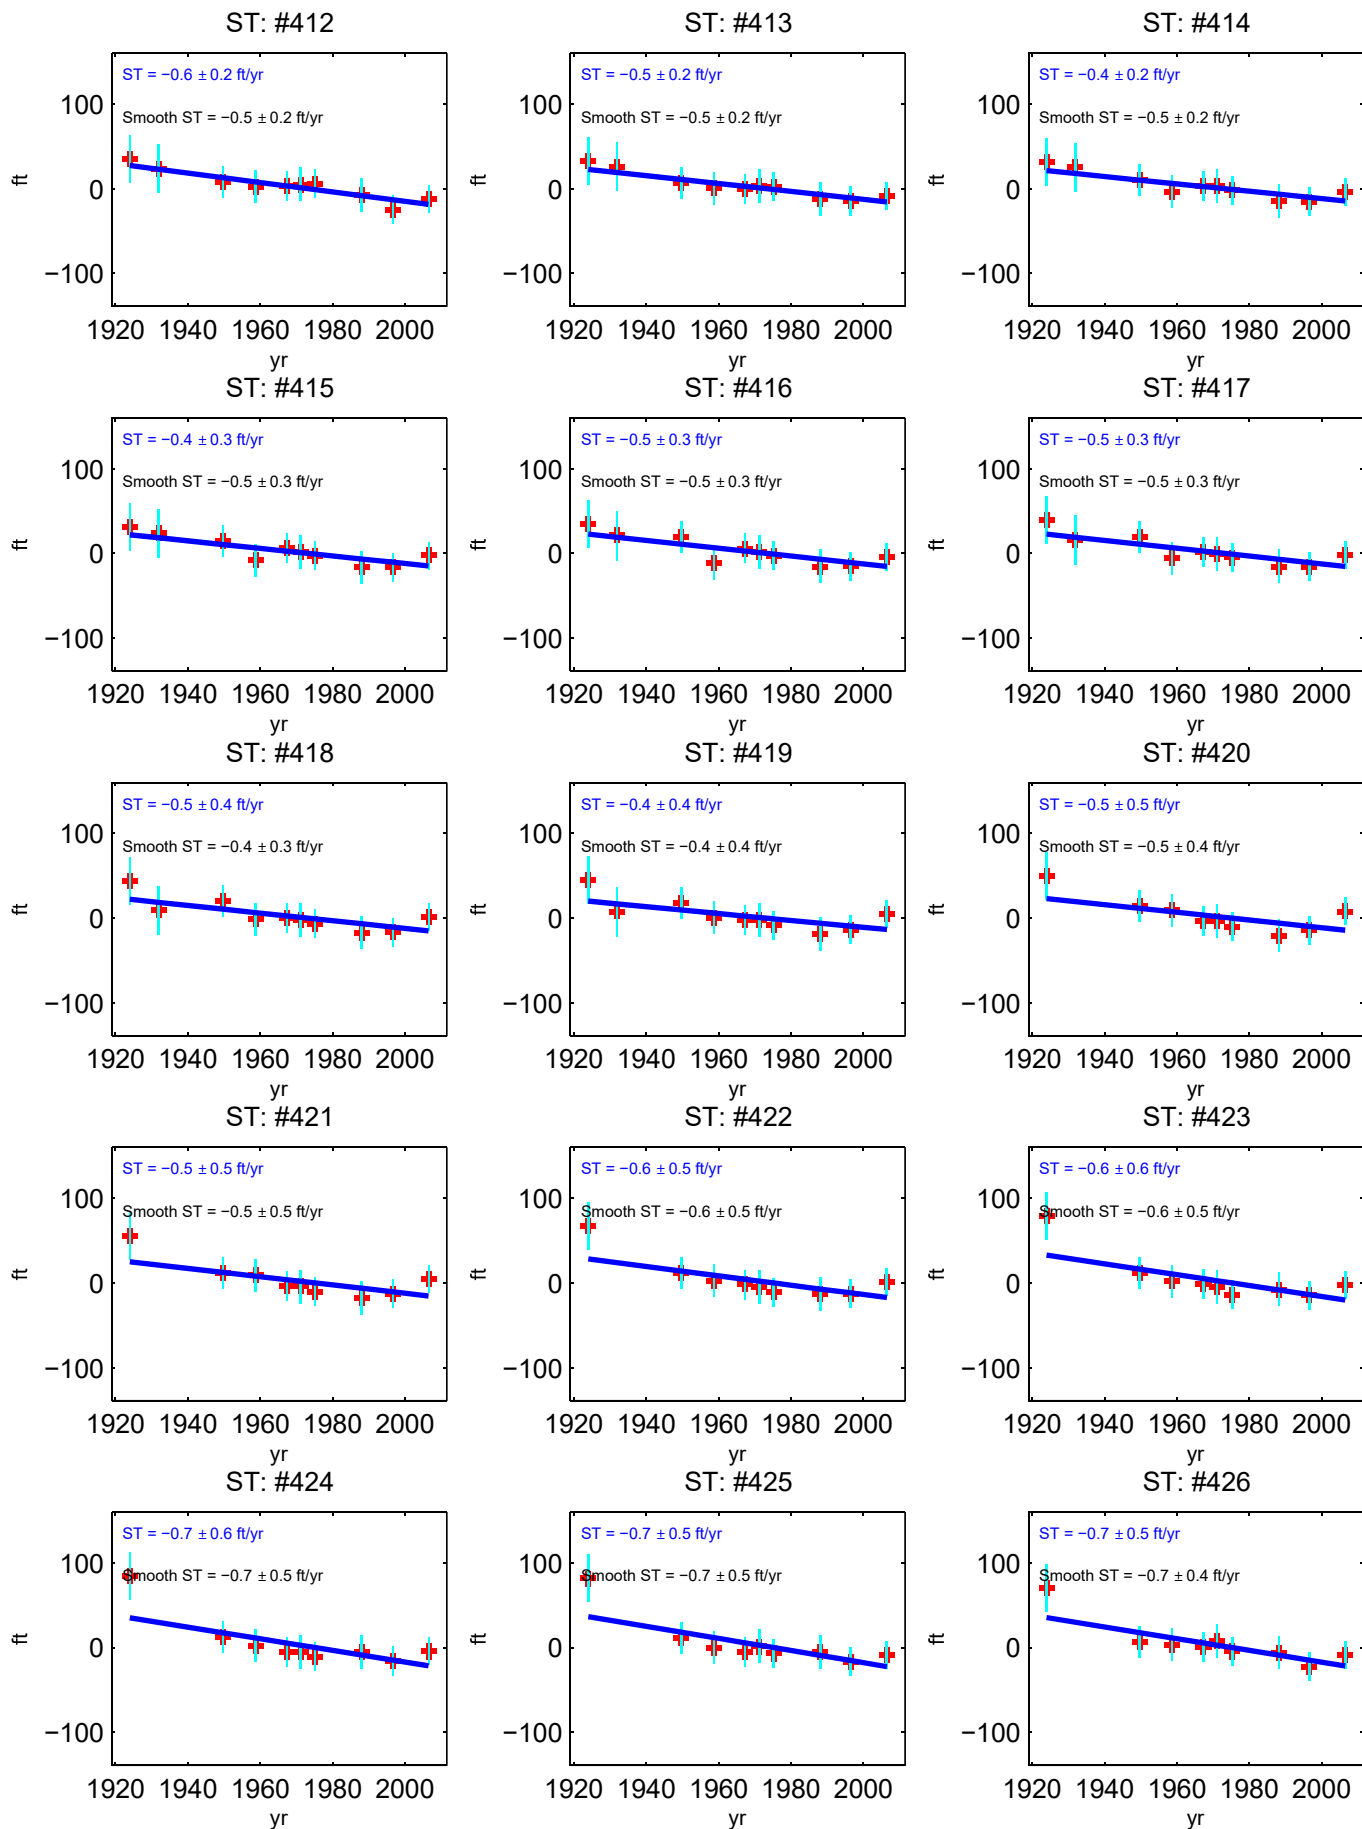 ST: #412
ST = −0.6 ± 0.2 ft/yr
Smooth ST = −0.5 ± 0.2 ft/yr
100
0
−100
ft
1920 1940 1960 1980 2000
yr
ST: #413
ST = −0.5 ± 0.2 ft/yr
Smooth ST = −0.5 ± 0.2 ft/yr
100
0
−100
ft
1920 1940 1960 1980 2000
yr
ST: #414
ST = −0.4 ± 0.2 ft/yr
Smooth ST = −0.5 ± 0.2 ft/yr
100
0
−100
ft
1920 1940 1960 1980 2000
yr
ST: #415
ST = −0.4 ± 0.3 ft/yr
Smooth ST = −0.5 ± 0.3 ft/yr
100
0
−100
ft
1920 1940 1960 1980 2000
yr
ST: #416
ST = −0.5 ± 0.3 ft/yr
Smooth ST = −0.5 ± 0.3 ft/yr
100
0
−100
ft
1920 1940 1960 1980 2000
yr
ST: #417
ST = −0.5 ± 0.3 ft/yr
Smooth ST = −0.5 ± 0.3 ft/yr
100
0
−100
ft
1920 1940 1960 1980 2000
yr
ST: #418
ST = −0.5 ± 0.4 ft/yr
Smooth ST = −0.4 ± 0.3 ft/yr
100
0
−100
ft
1920 1940 1960 1980 2000
yr
ST: #419
ST = −0.4 ± 0.4 ft/yr
Smooth ST = −0.4 ± 0.4 ft/yr
100
0
−100
ft
1920 1940 1960 1980 2000
yr
ST: #420
ST = −0.5 ± 0.5 ft/yr
Smooth ST = −0.5 ± 0.4 ft/yr
100
0
−100
ft
1920 1940 1960 1980 2000
yr
ST: #421
ST = −0.5 ± 0.5 ft/yr
Smooth ST = −0.5 ± 0.5 ft/yr
100
0
−100
ft
1920 1940 1960 1980 2000
yr
ST: #422
ST = −0.6 ± 0.5 ft/yr
Smooth ST = −0.6 ± 0.5 ft/yr
100
0
−100
ft
1920 1940 1960 1980 2000
yr
ST: #423
ST = −0.6 ± 0.6 ft/yr
Smooth ST = −0.6 ± 0.5 ft/yr
100
0
−100
ft
1920 1940 1960 1980 2000
yr
ST: #424
ST = −0.7 ± 0.6 ft/yr
Smooth ST = −0.7 ± 0.5 ft/yr
100
0
−100
ft
1920 1940 1960 1980 2000
yr
ST: #425
ST = −0.7 ± 0.5 ft/yr
Smooth ST = −0.7 ± 0.5 ft/yr
100
0
−100
ft
1920 1940 1960 1980 2000
yr
ST: #426
ST = −0.7 ± 0.5 ft/yr
Smooth ST = −0.7 ± 0.4 ft/yr
100
0
−100
ft
1920 1940 1960 1980 2000
yr